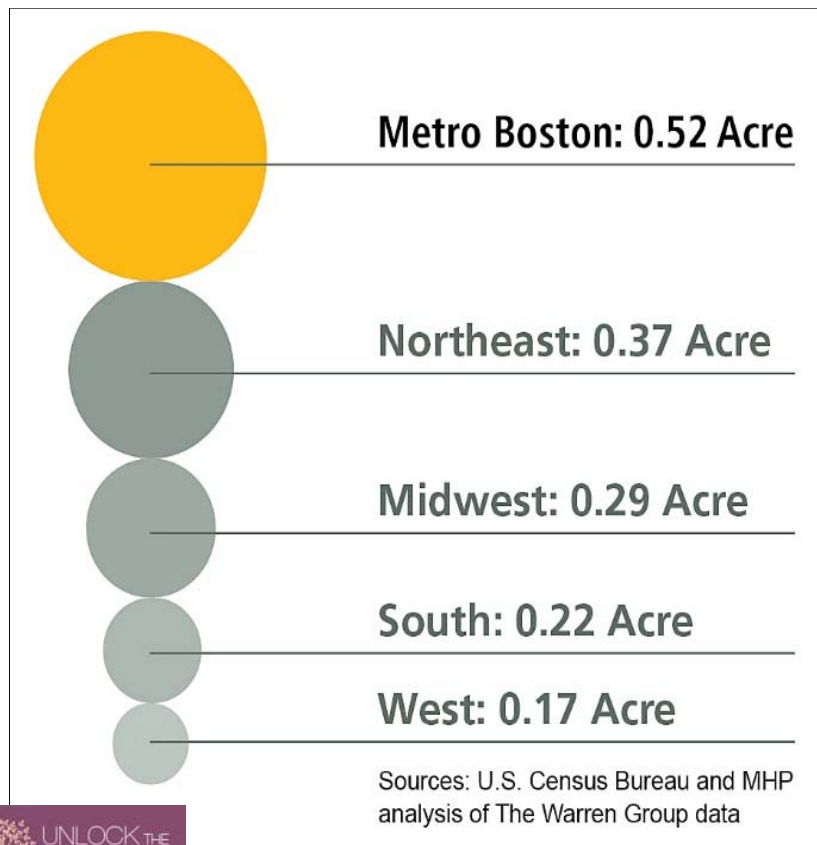 Metro Boston: 0.52 Acre
Northeast: 0.37 Acre
Midwest: 0.29 Acre
South: 0.22 Acre
West: 0.17 Acre
Sources: U.S. Census Bureau and MHP
analysis of The Warren Group data
UNLOCK THE